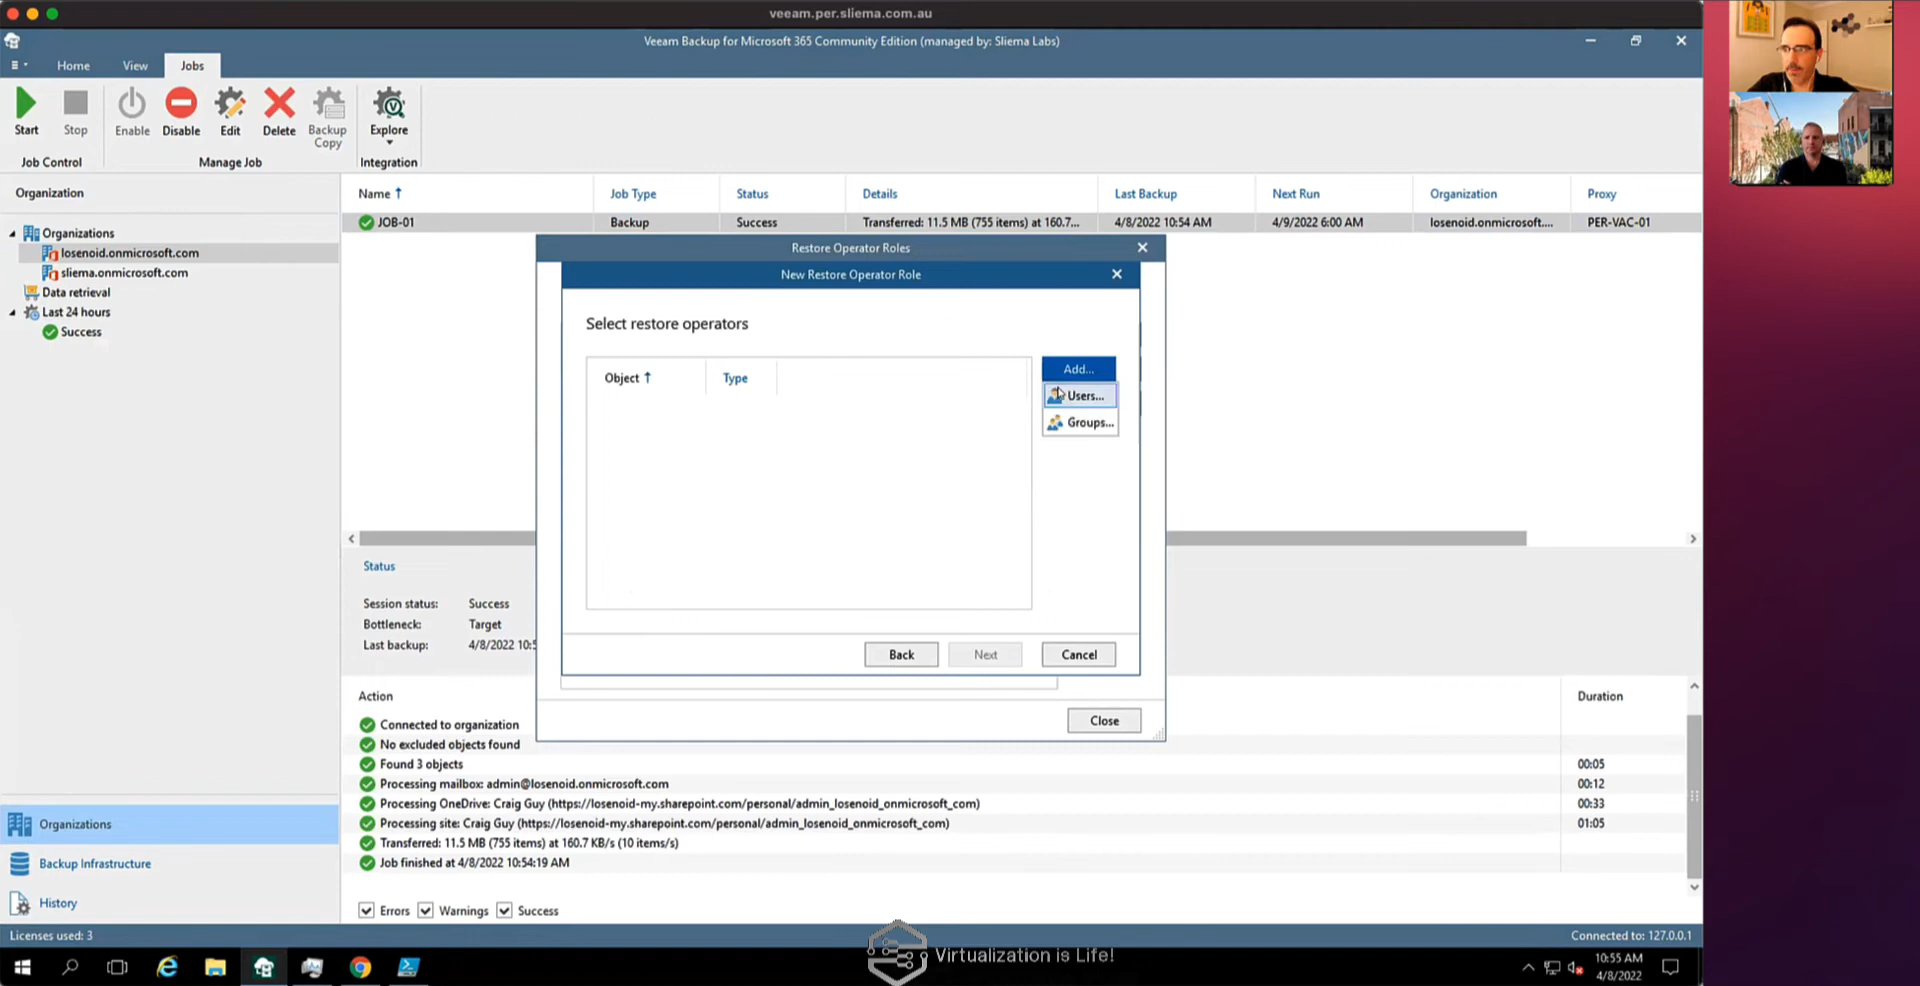 veeam.per.sliema.com.au
Veeam Backup for Microsoft 365 Community Edition (managed by: Sliema Labs)
Home View Jobs
Start Stop Enable Disable Edit Delete Backup Copy Explore
Job Control Manage Job Integration
Organization
Organizations
losenoid.onmicrosoft.com
sliema.onmicrosoft.com
Data retrieval
Last 24 hours
Success
Name Job Type Status Details Last Backup Next Run Organization Proxy
JOB-01 Backup Success Transferred: 11.5 MB (755 items) at 160.7... 4/8/2022 10:54 AM 4/9/2022 6:00 AM losenoid.onmicrosoft.... PER-VAC-01
Restore Operator Roles
New Restore Operator Role
Select restore operators
Object Type
Add...
Users...
Groups...
Back Next Cancel
Close
Status
Session status: Success
Bottleneck: Target
Last backup: 4/8/2022 10:5
Action Duration
Connected to organization
No excluded objects found
Found 3 objects 00:05
Processing mailbox: admin@losenoid.onmicrosoft.com 00:12
Processing OneDrive: Craig Guy (https://losenoid-my.sharepoint.com/personal/admin_losenoid_onmicrosoft_com) 00:33
Processing site: Craig Guy (https://losenoid-my.sharepoint.com/personal/admin_losenoid_onmicrosoft_com) 01:05
Transferred: 11.5 MB (755 items) at 160.7 KB/s (10 items/s)
Job finished at 4/8/2022 10:54:19 AM
Errors Warnings Success
Organizations
Backup Infrastructure
History
Licenses used: 3
Connected to: 127.0.0.1
Virtualization is Life!
10:55 AM
4/8/2022